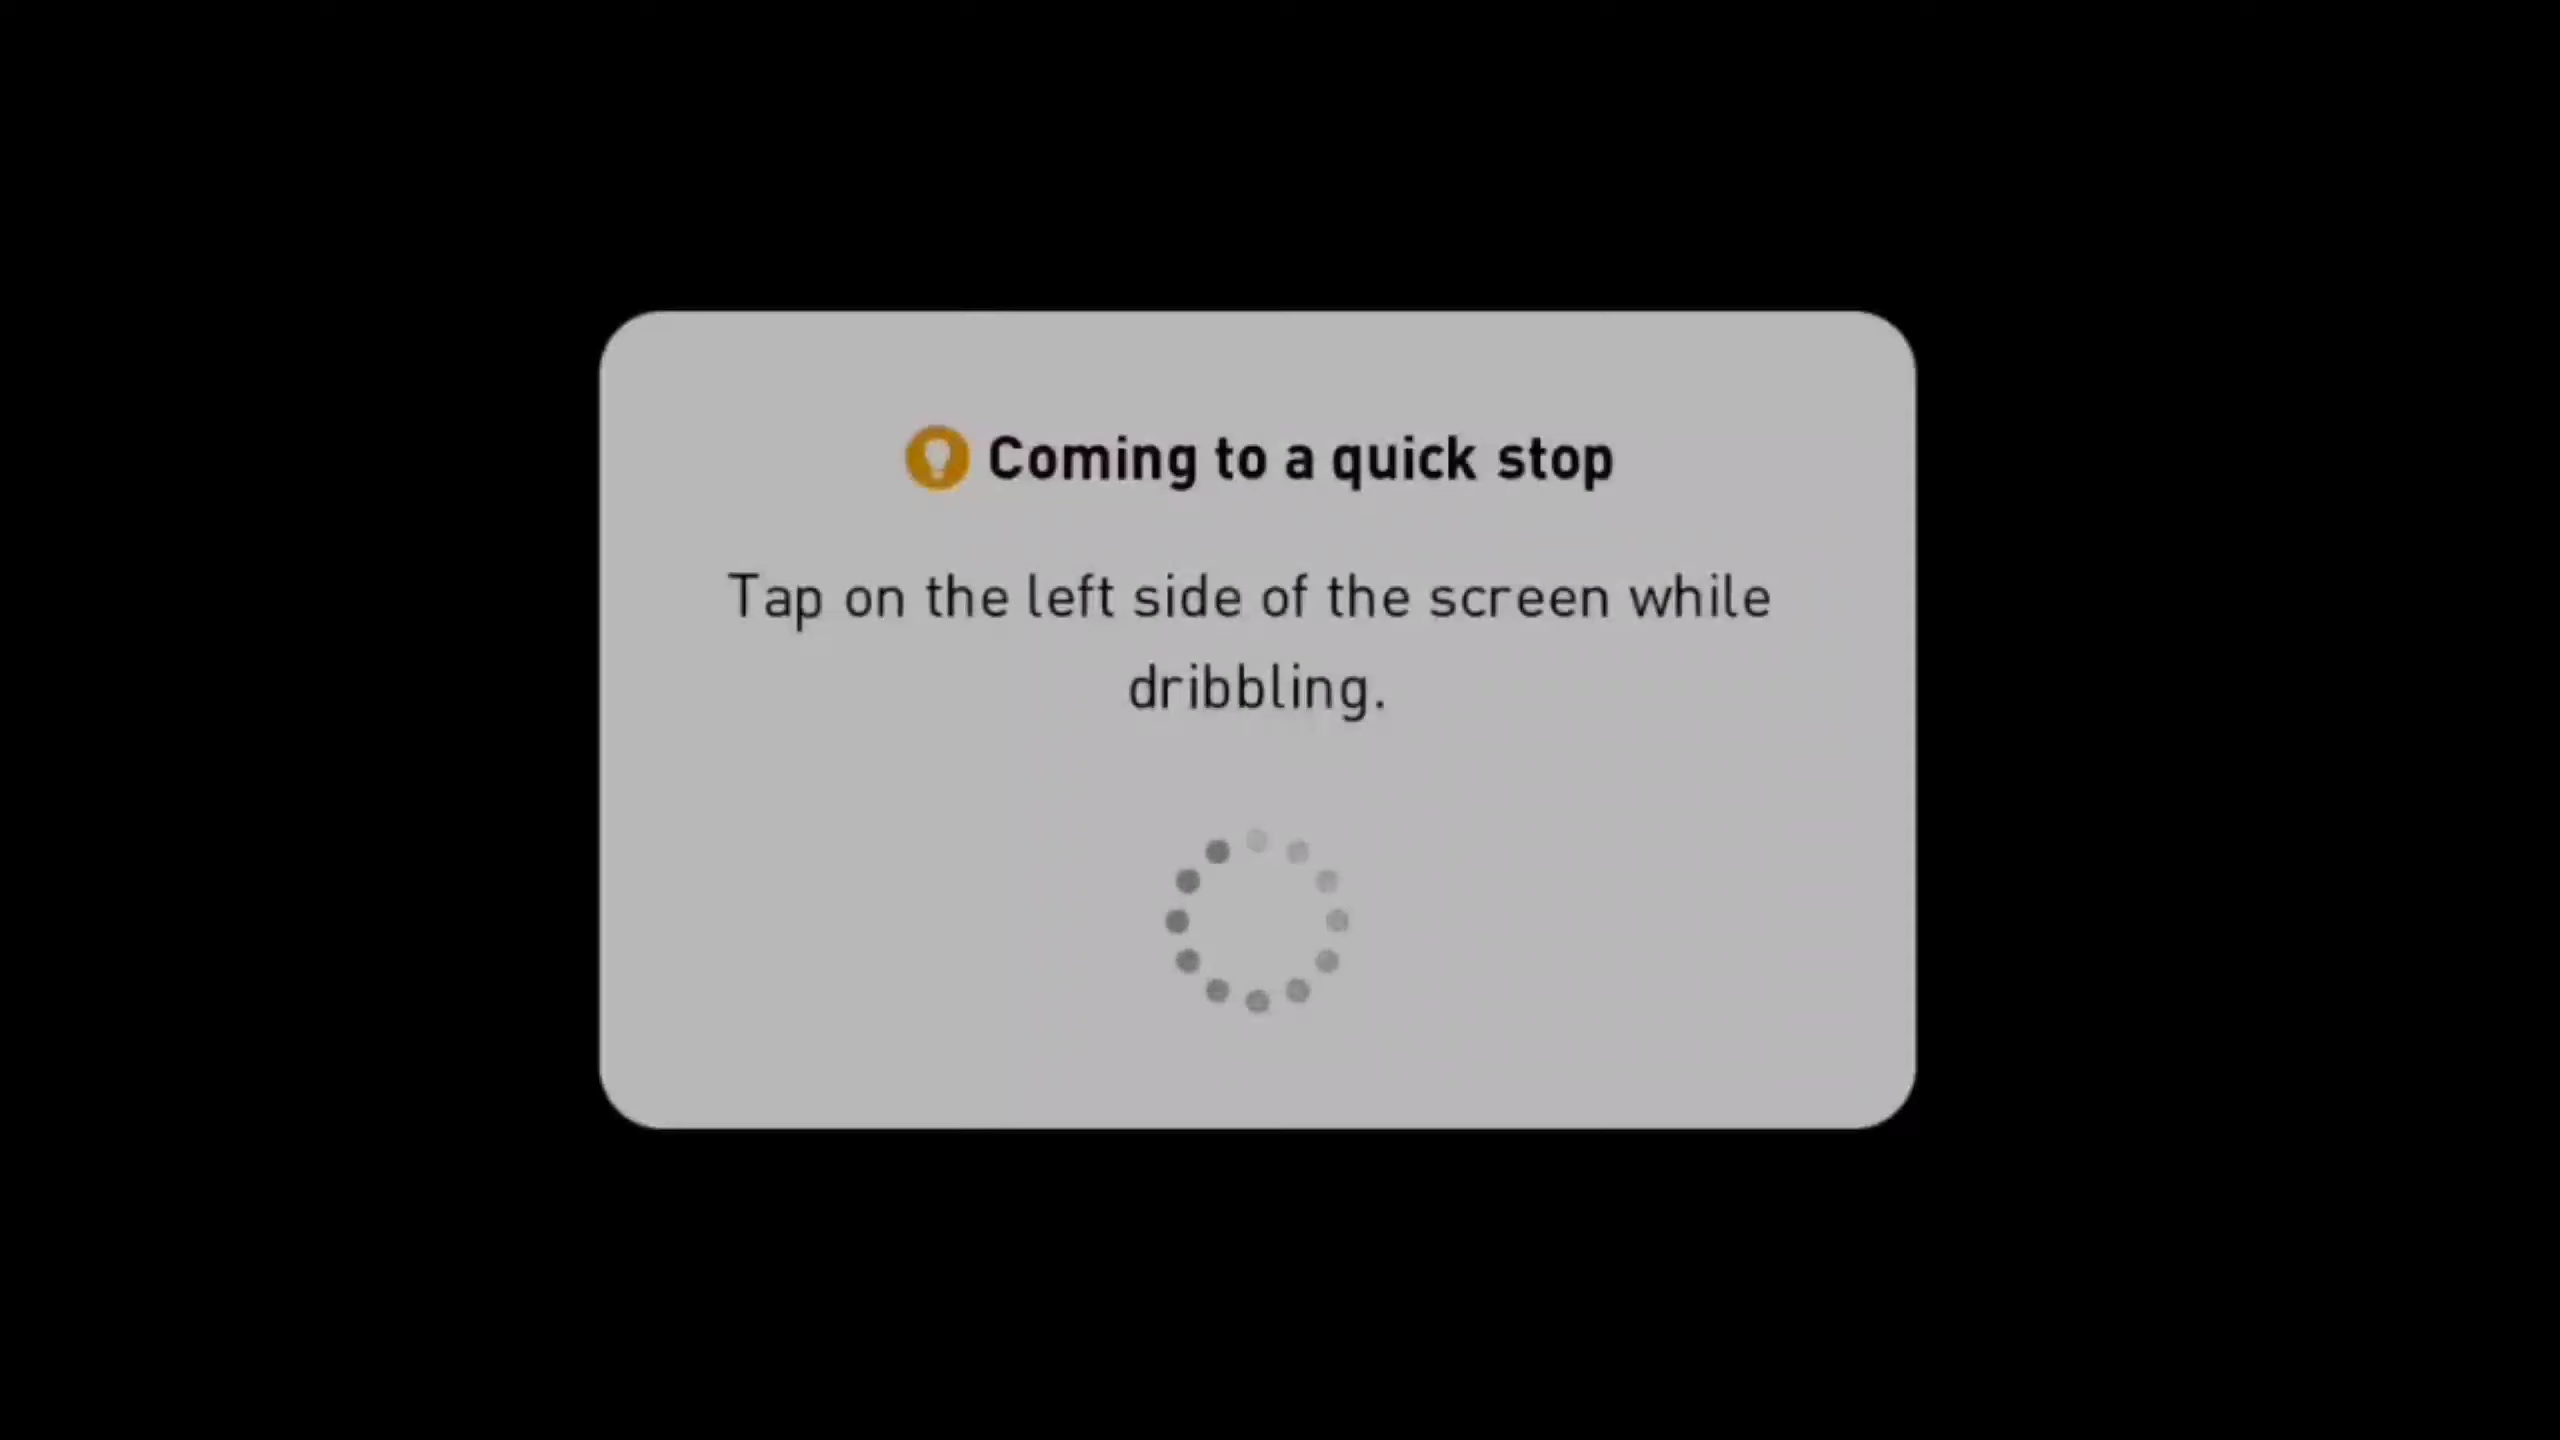 Coming to a quick stop
Tap on the left side of the screen while
dribbling.